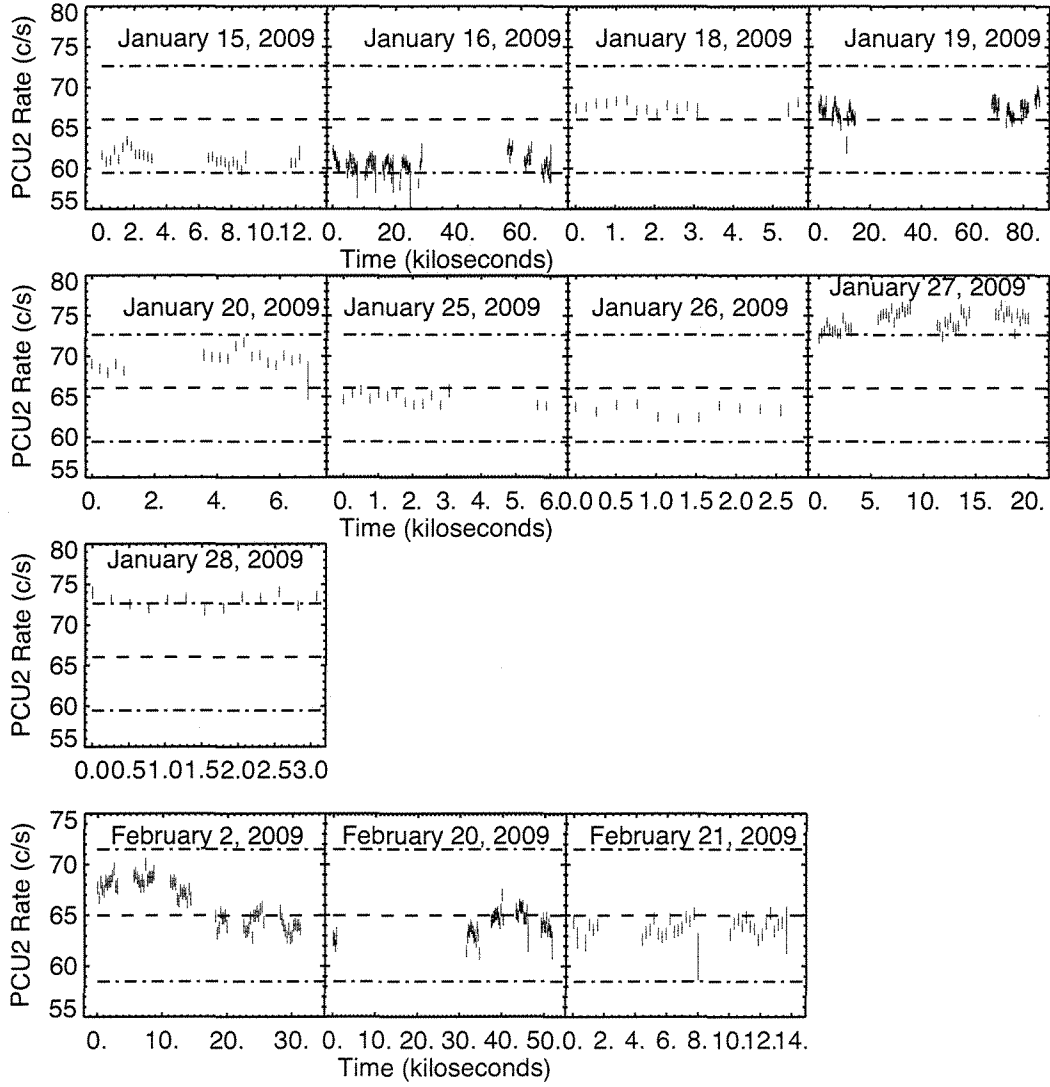 80
75
70
65
60
55
PCU2 Rate (c/s)
January 15, 2009
January 16, 2009
January 18, 2009
January 19, 2009
0. 2. 4. 6. 8. 10. 12.
0. 20. 40. 60.
0. 1. 2. 3. 4. 5.
0. 20. 40. 60. 80.
Time (kiloseconds)
80
75
70
65
60
55
PCU2 Rate (c/s)
January 20, 2009
January 25, 2009
January 26, 2009
January 27, 2009
0. 2. 4. 6.
0. 1. 2. 3. 4. 5. 6.
0.0 0.5 1.0 1.5 2.0 2.5
0. 5. 10. 15. 20.
Time (kiloseconds)
80
75
70
65
60
55
PCU2 Rate (c/s)
January 28, 2009
0.0 0.5 1.0 1.5 2.0 2.5 3.0
75
70
65
60
55
PCU2 Rate (c/s)
February 2, 2009
February 20, 2009
February 21, 2009
0. 10. 20. 30.
0. 10. 20. 30. 40. 50.
0. 2. 4. 6. 8. 10. 12. 14.
Time (kiloseconds)